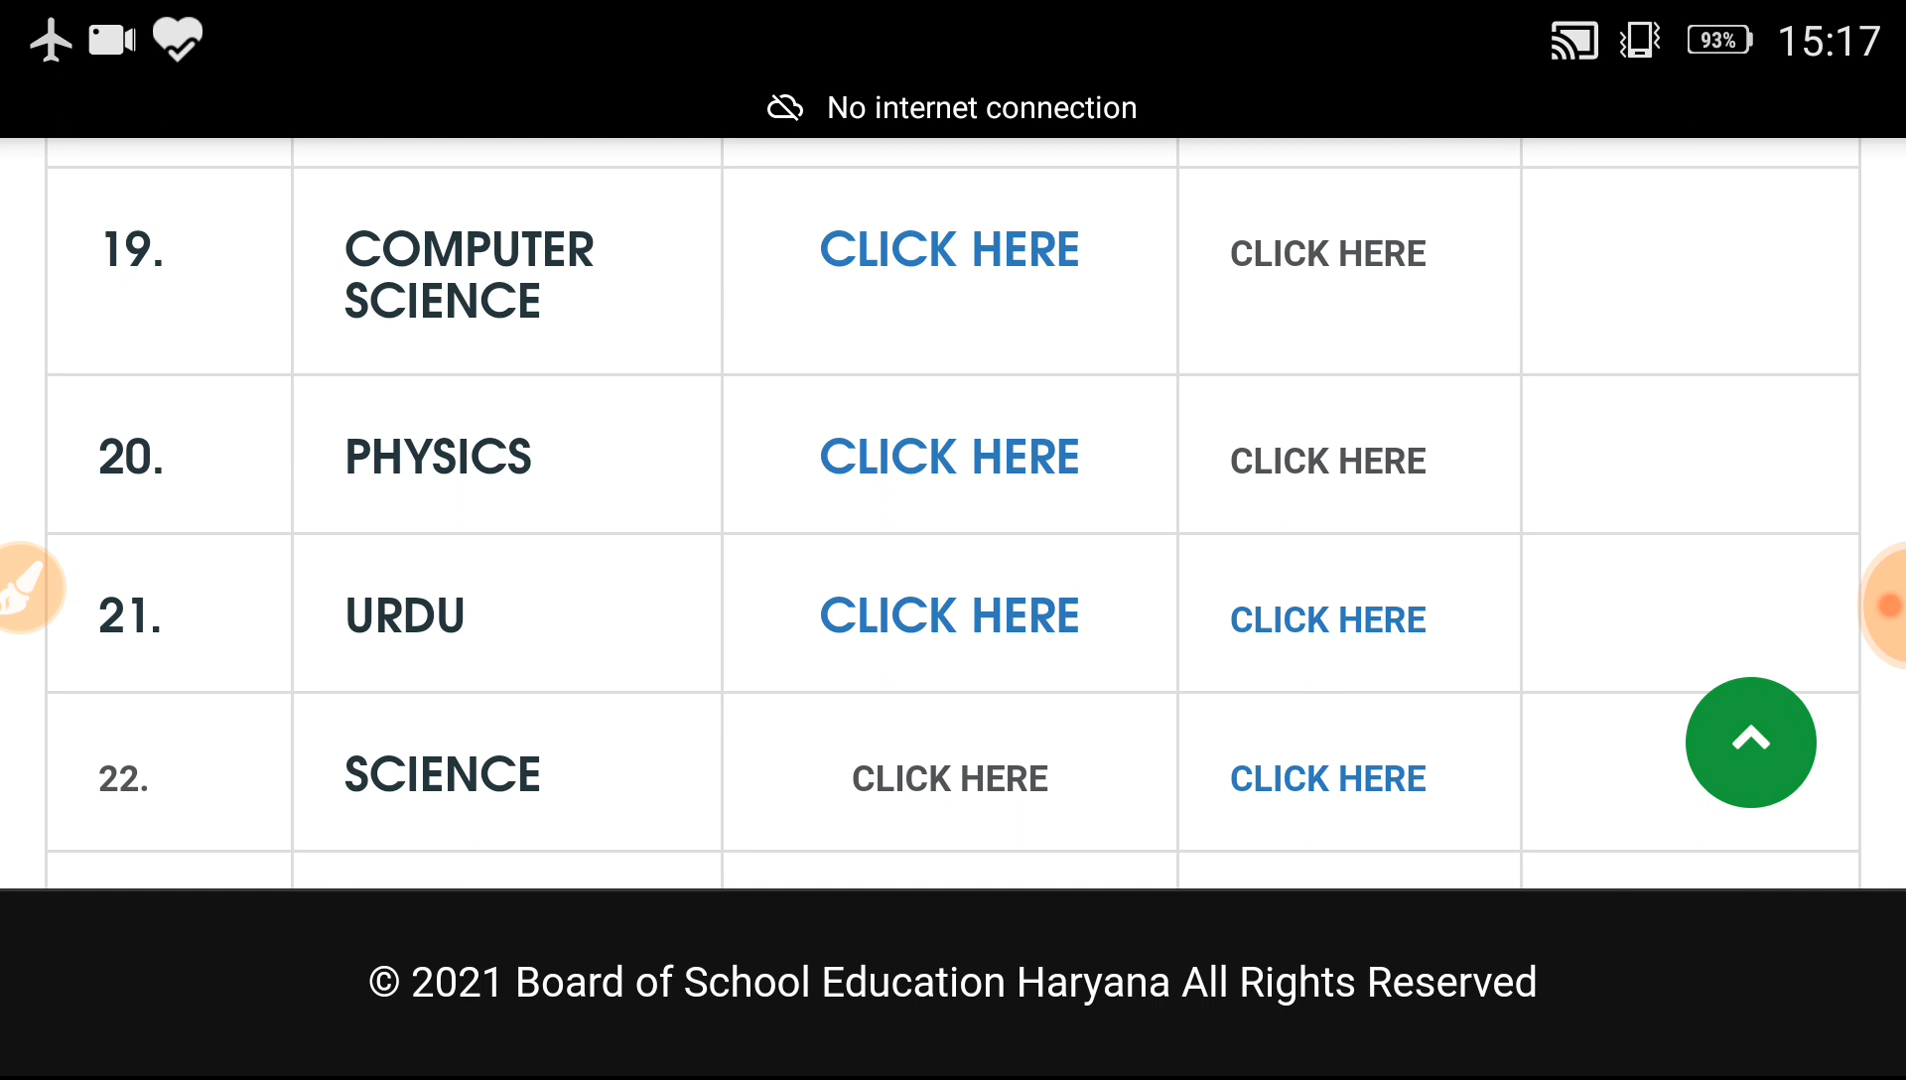 93% 15:17
No internet connection
19. COMPUTER SCIENCE CLICK HERE CLICK HERE
20. PHYSICS CLICK HERE CLICK HERE
21. URDU CLICK HERE CLICK HERE
22. SCIENCE CLICK HERE CLICK HERE
© 2021 Board of School Education Haryana All Rights Reserved